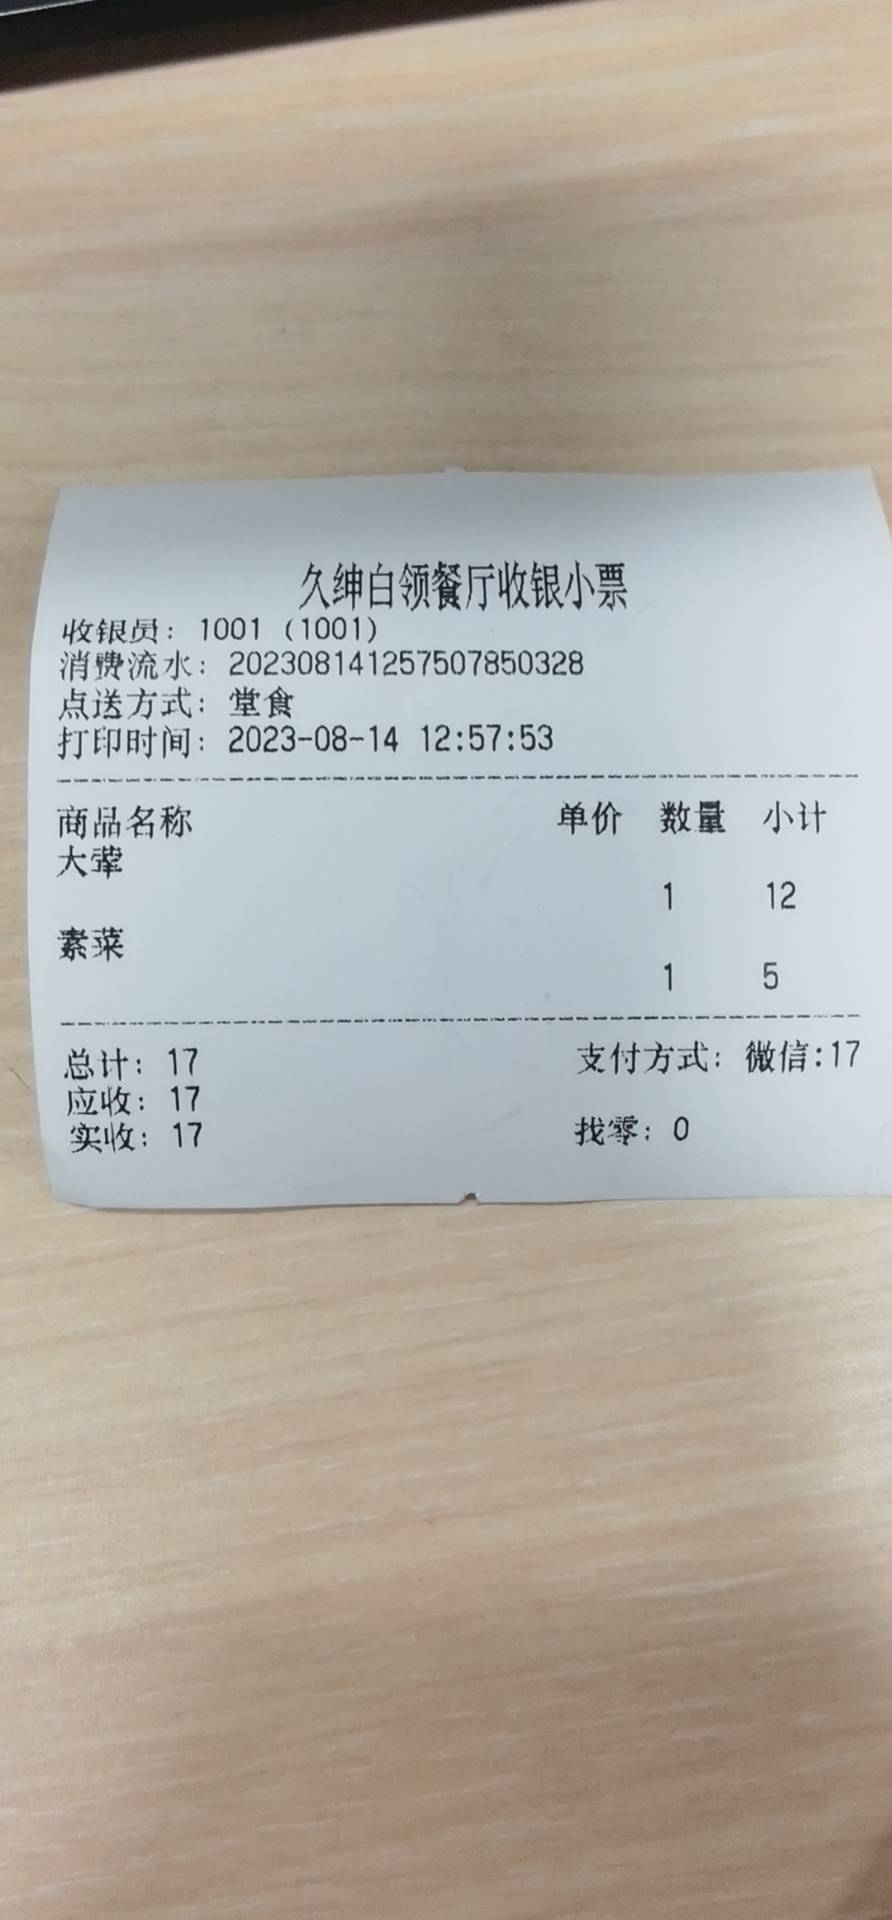 久绅白领餐厅收银小票
收银员：1001 (1001)
消费流水：202308141257507850328
点送方式：堂食
打印时间：2023-08-14 12:57:53
商品名称 单价 数量 小计
大荤
1 12
素菜
1 5
总计：17 支付方式：微信:17
应收：17
实收：17 找零：0